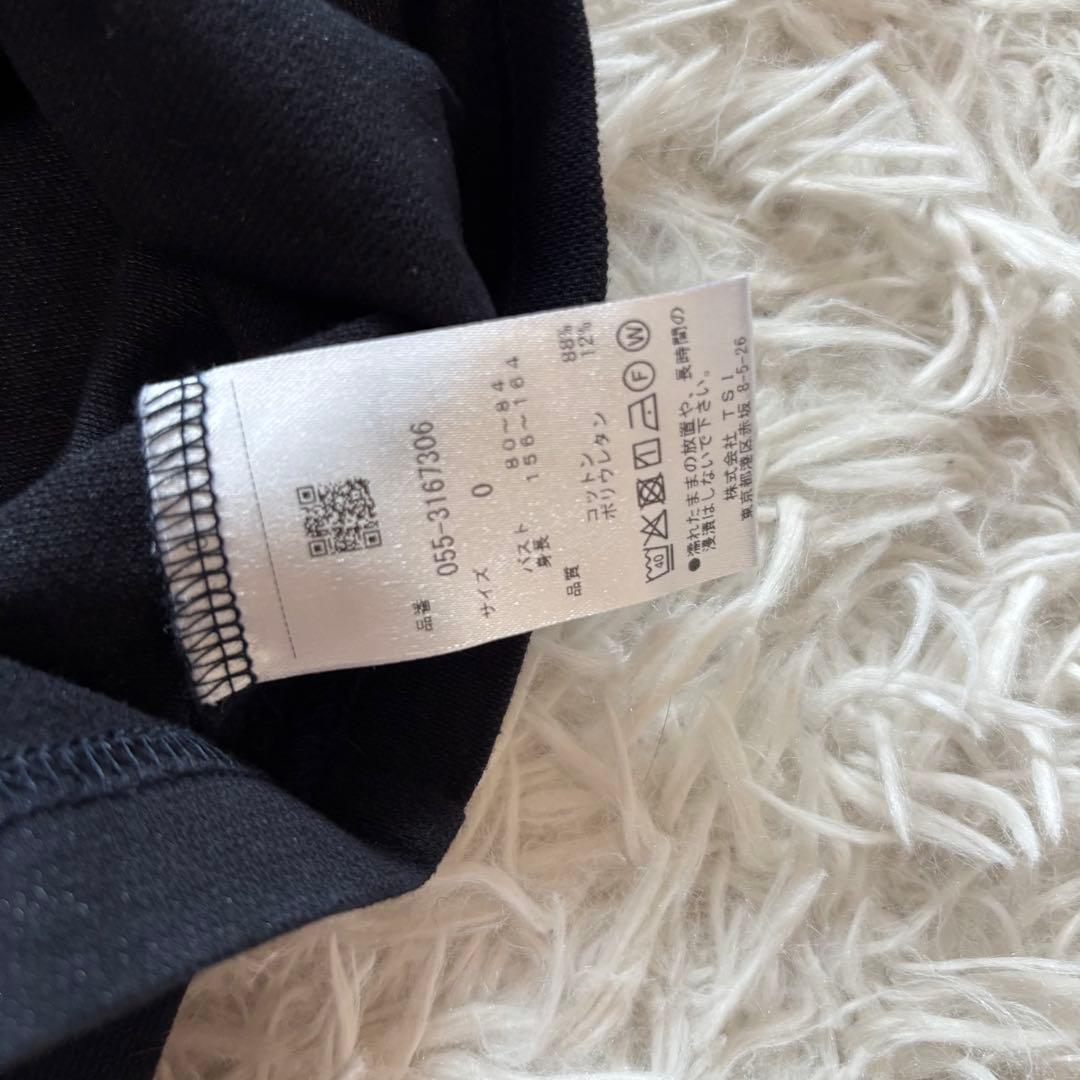 品番
055-3167306
サイズ 0
バスト 80〜84
身長 156〜164
品質 コットン 88%
ポリウレタン 12%
40 F W
●濡れたままの放置や、長時間の
浸漬はしないで下さい。
株式会社 TSI
東京都港区赤坂 8-5-26